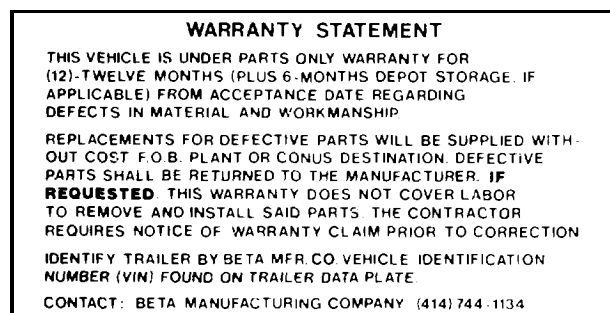 WARRANTY STATEMENT
THIS VEHICLE IS UNDER PARTS ONLY WARRANTY FOR
(12)-TWELVE MONTHS (PLUS 6-MONTHS DEPOT STORAGE. IF
APPLICABLE) FROM ACCEPTANCE DATE REGARDING
DEFECTS IN MATERIAL AND WORKMANSHIP
REPLACEMENTS FOR DEFECTIVE PARTS WILL BE SUPPLIED WITH-
OUT COST F.O.B. PLANT OR CONUS DESTINATION. DEFECTIVE
PARTS SHALL BE RETURNED TO THE MANUFACTURER. IF
REQUESTED. THIS WARRANTY DOES NOT COVER LABOR
TO REMOVE AND INSTALL SAID PARTS. THE CONTRACTOR
REQUIRES NOTICE OF WARRANTY CLAIM PRIOR TO CORRECTION
IDENTIFY TRAILER BY BETA MFR. CO. VEHICLE IDENTIFICATION
NUMBER (VIN) FOUND ON TRAILER DATA PLATE.
CONTACT: BETA MANUFACTURING COMPANY (414) 744-1134